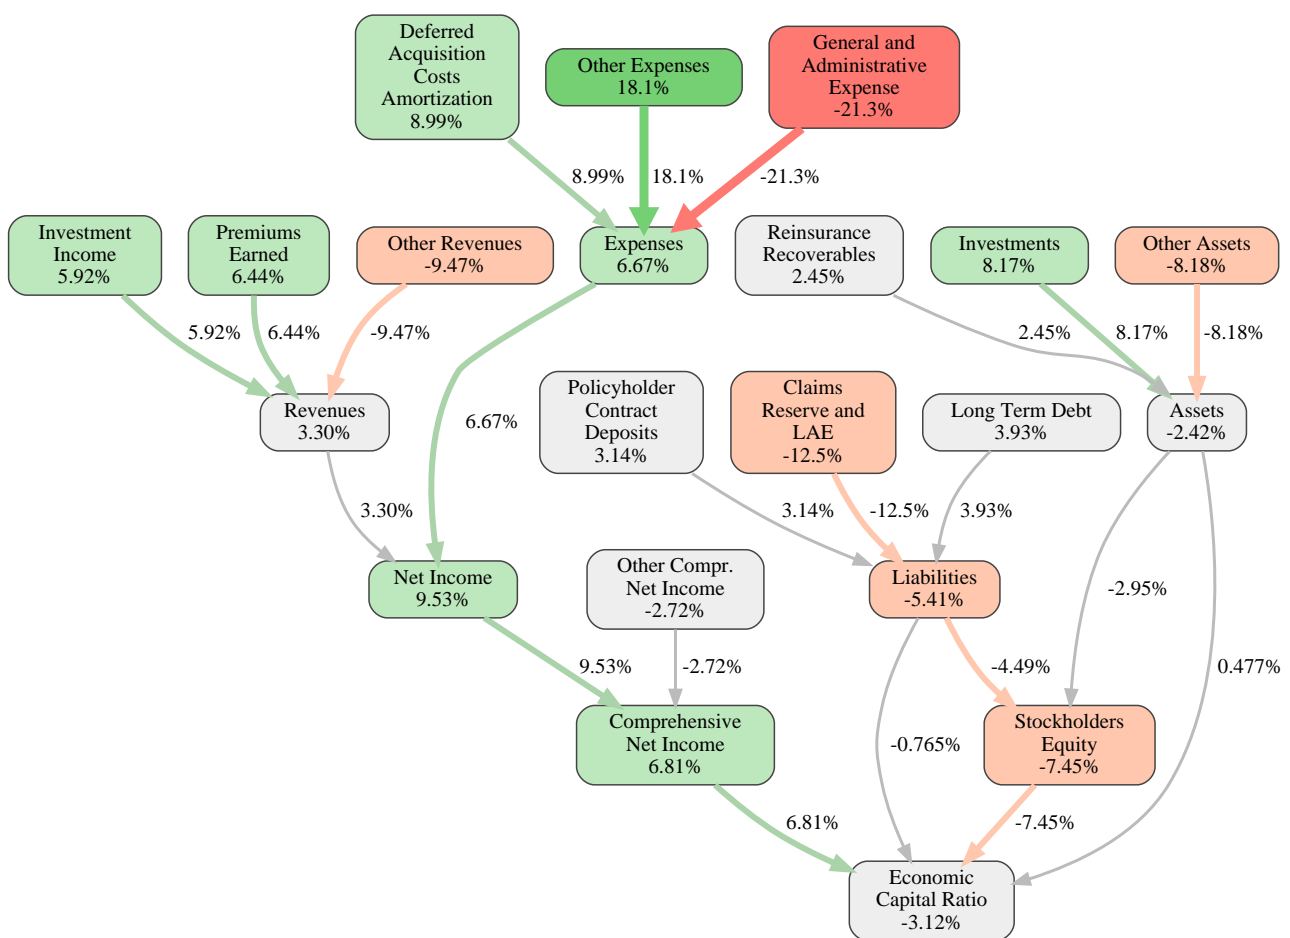 Deferred
Acquisition
Costs
Amortization
8.99%
Other Expenses
18.1%
General and
Administrative
Expense
-21.3%
8.99%
18.1%
-21.3%
Investment
Income
5.92%
Premiums
Earned
6.44%
Other Revenues
-9.47%
Expenses
6.67%
Reinsurance
Recoverables
2.45%
Investments
8.17%
Other Assets
-8.18%
5.92%
6.44%
-9.47%
2.45%
8.17%
-8.18%
Revenues
3.30%
6.67%
Policyholder
Contract
Deposits
3.14%
Claims
Reserve and
LAE
-12.5%
Long Term Debt
3.93%
Assets
-2.42%
3.30%
3.14%
-12.5%
3.93%
Net Income
9.53%
Other Compr.
Net Income
-2.72%
Liabilities
-5.41%
-2.95%
9.53%
-2.72%
-4.49%
0.477%
Comprehensive
Net Income
6.81%
-0.765%
Stockholders
Equity
-7.45%
6.81%
-7.45%
Economic
Capital Ratio
-3.12%